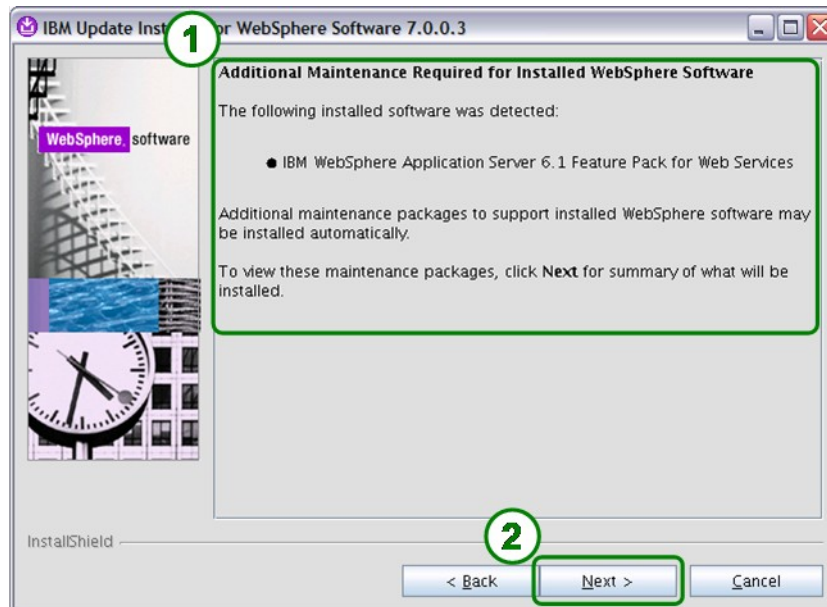 IBM Update Inst or WebSphere Software 7.0.0.3
1
WebSphere. software
Additional Maintenance Required for Installed WebSphere Software
The following installed software was detected:
● IBM WebSphere Application Server 6.1 Feature Pack for Web Services
Additional maintenance packages to support installed WebSphere software may
be installed automatically.
To view these maintenance packages, click Next for summary of what will be
installed.
InstallShield
2
< Back
Next >
Cancel